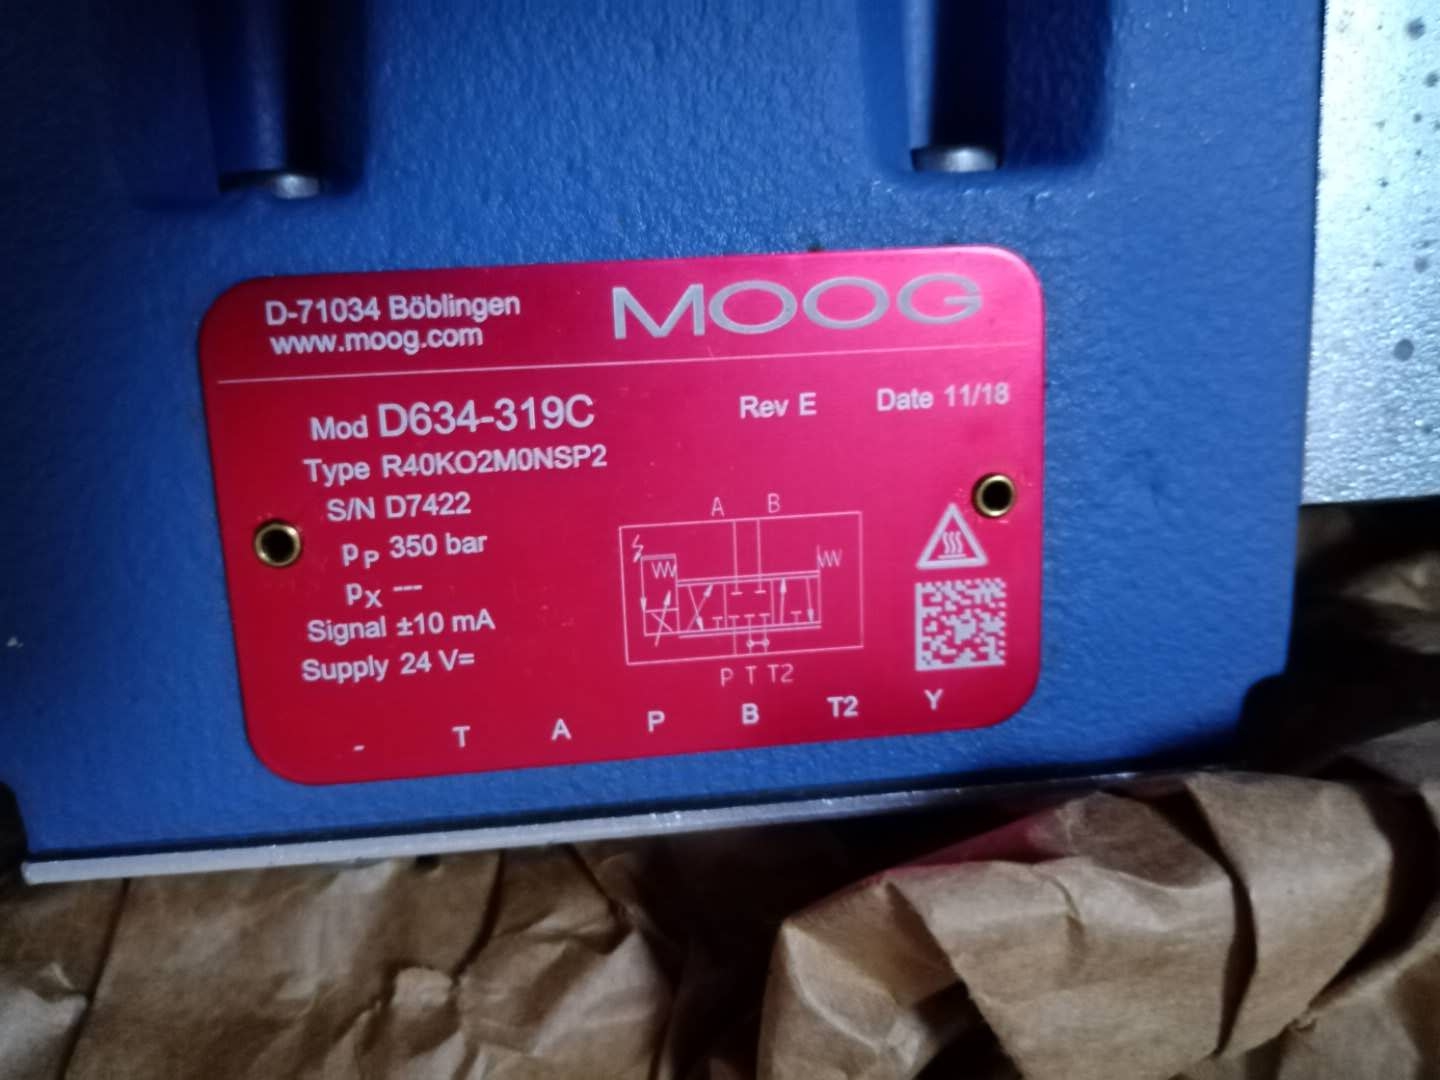 D-71034 Böblingen
www.moog.com
MOOG
Mod D634-319C
Rev E
Date 11/18
Type R40KO2M0NSP2
S/N D7422
pP 350 bar
pX ---
Signal ±10 mA
Supply 24 V=
A B
P T T2
- T A P B T2 Y